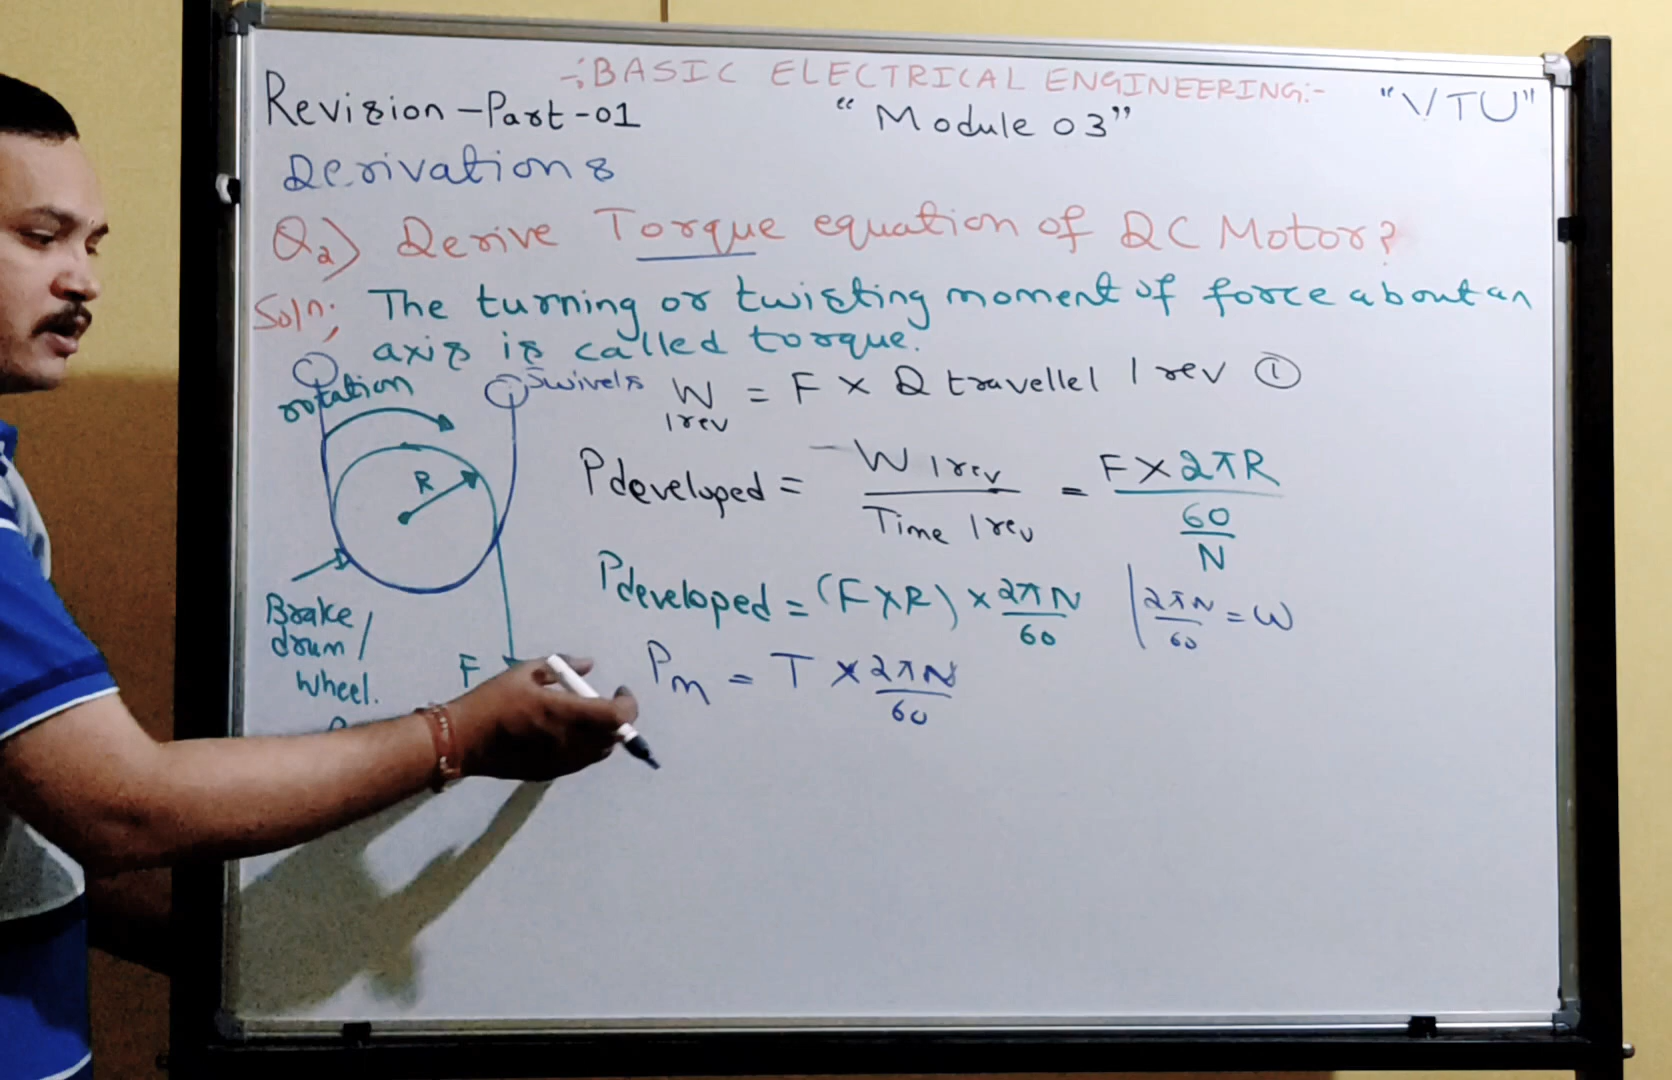 -:BASIC ELECTRICAL ENGINEERING:-
Revision-Part-01 "Module 03" "VTU"
Derivations
Q2) Derive Torque equation of DC Motor?
Soln: The turning or twisting moment of force about an
axis is called torque.
rotation
Swivels
R
Brake/
drum/
wheel.
F
W 1rev = F × D travellel 1 rev ①
Pdeveloped = W 1rev / Time 1rev = F×2πR / (60/N)
Pdeveloped = (F×R) × 2πN/60 | 2πN/60 = ω
Pm = T × 2πN/60